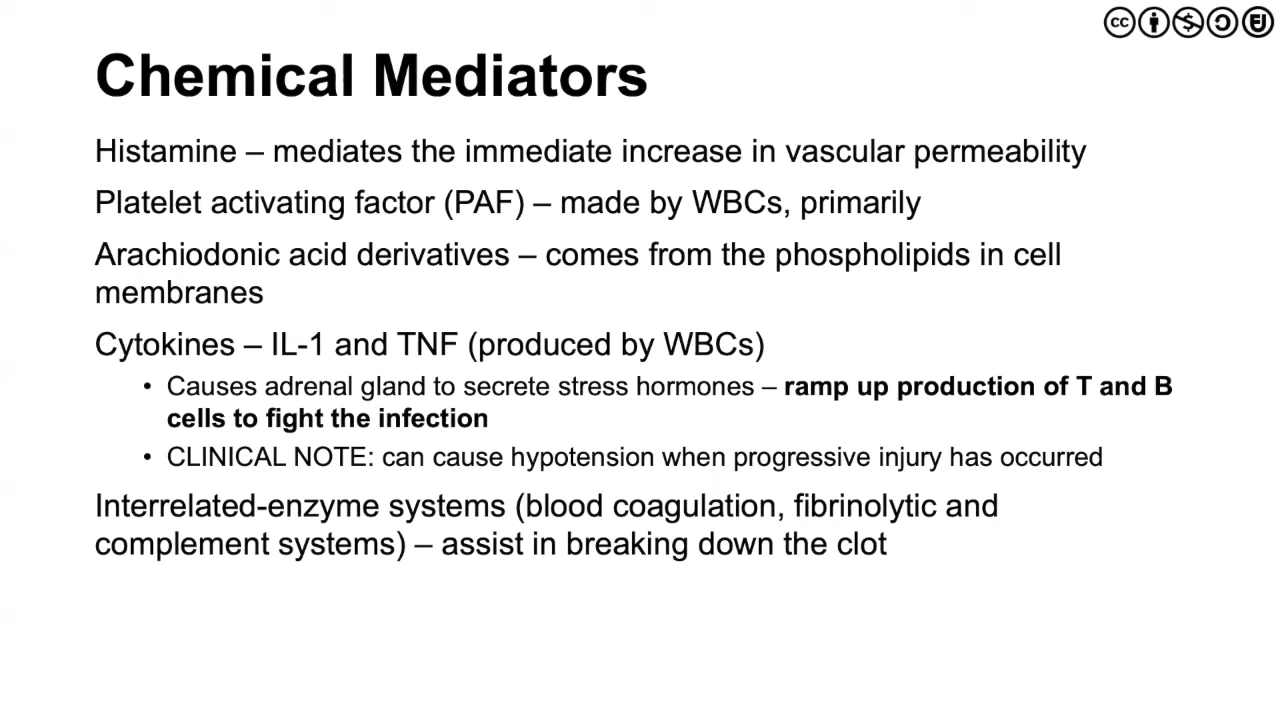 Chemical Mediators
Histamine – mediates the immediate increase in vascular permeability
Platelet activating factor (PAF) – made by WBCs, primarily
Arachiodonic acid derivatives – comes from the phospholipids in cell
membranes
Cytokines – IL-1 and TNF (produced by WBCs)
• Causes adrenal gland to secrete stress hormones – ramp up production of T and B
cells to fight the infection
• CLINICAL NOTE: can cause hypotension when progressive injury has occurred
Interrelated-enzyme systems (blood coagulation, fibrinolytic and
complement systems) – assist in breaking down the clot